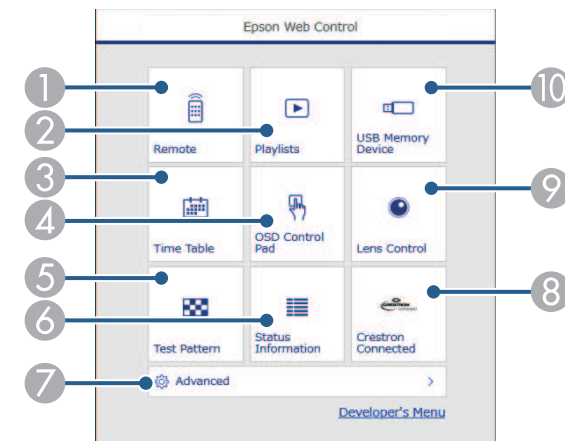 Epson Web Control
1
10
2
Remote
Playlists
USB Memory
Device
3
9
4
Time Table
OSD Control
Pad
Lens Control
5
8
6
CRESTRON
Test Pattern
Status
Information
Crestron
Connected
7
Advanced
Developer's Menu